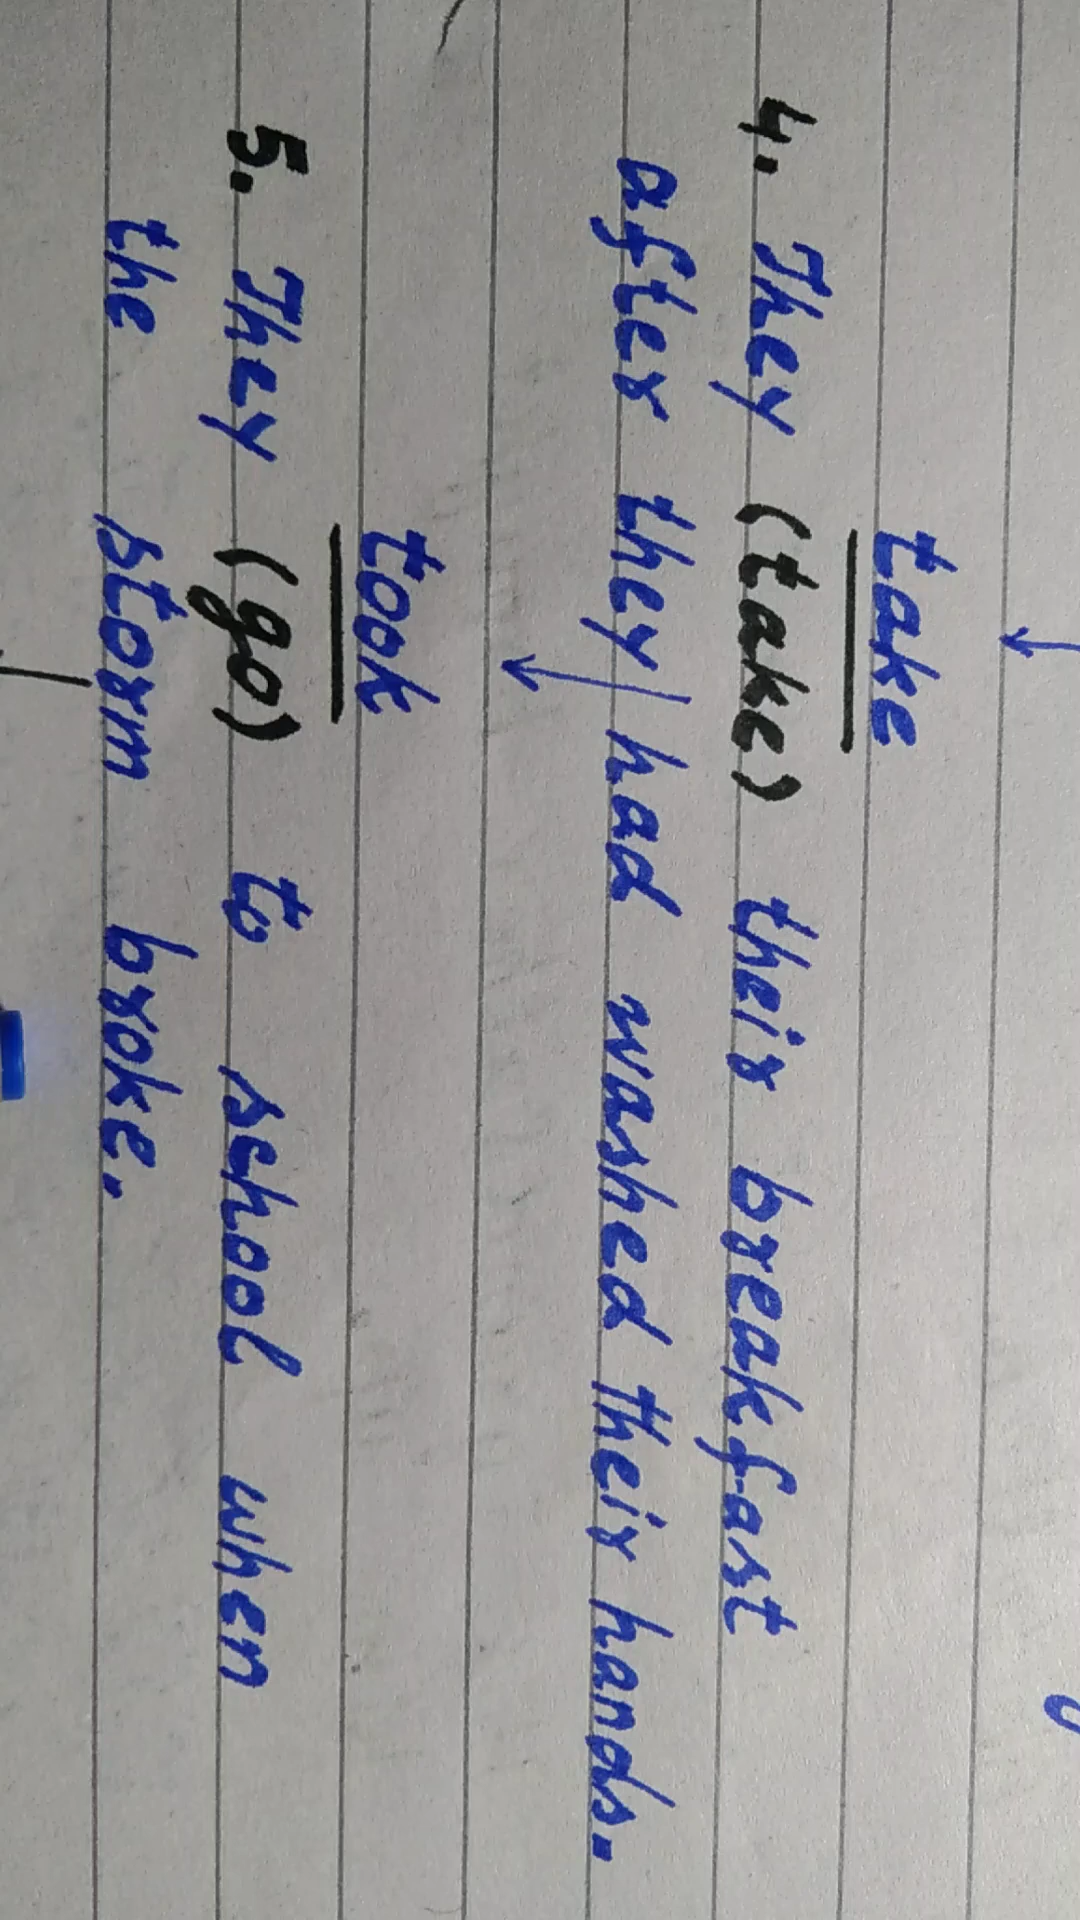 take
4. They (take) their breakfast
after they/had washed their hands.
took
5. They (go) to school when
the storm broke.